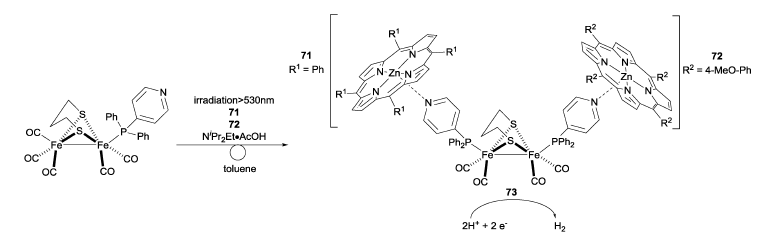 71
R¹ = Ph
R¹
R¹
R¹
R¹
N
N
N
N
Zn
N
R²
R²
R²
R²
N
N
N
N
Zn
N
72
R² = 4-MeO-Ph
N
S
S
Ph
Ph
P
CO
OC
OC
Fe
Fe
CO
CO
irradiation>530nm
71
72
NⁱPr₂Et•AcOH
toluene
S
S
Ph₂P
PPh₂
Fe
Fe
OC
OC
CO
CO
73
2H⁺ + 2 e⁻
H₂